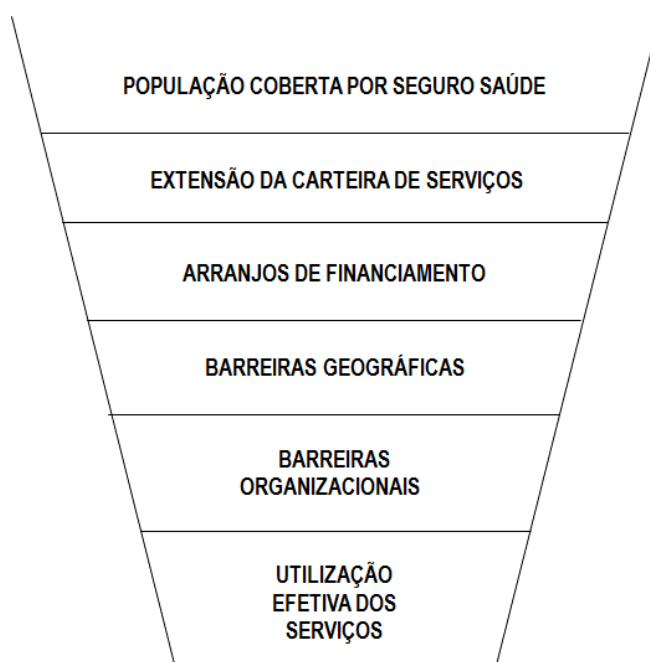 POPULAÇÃO COBERTA POR SEGURO SAÚDE
EXTENSÃO DA CARTEIRA DE SERVIÇOS
ARRANJOS DE FINANCIAMENTO
BARREIRAS GEOGRÁFICAS
BARREIRAS
ORGANIZACIONAIS
UTILIZAÇÃO
EFETIVA DOS
SERVIÇOS